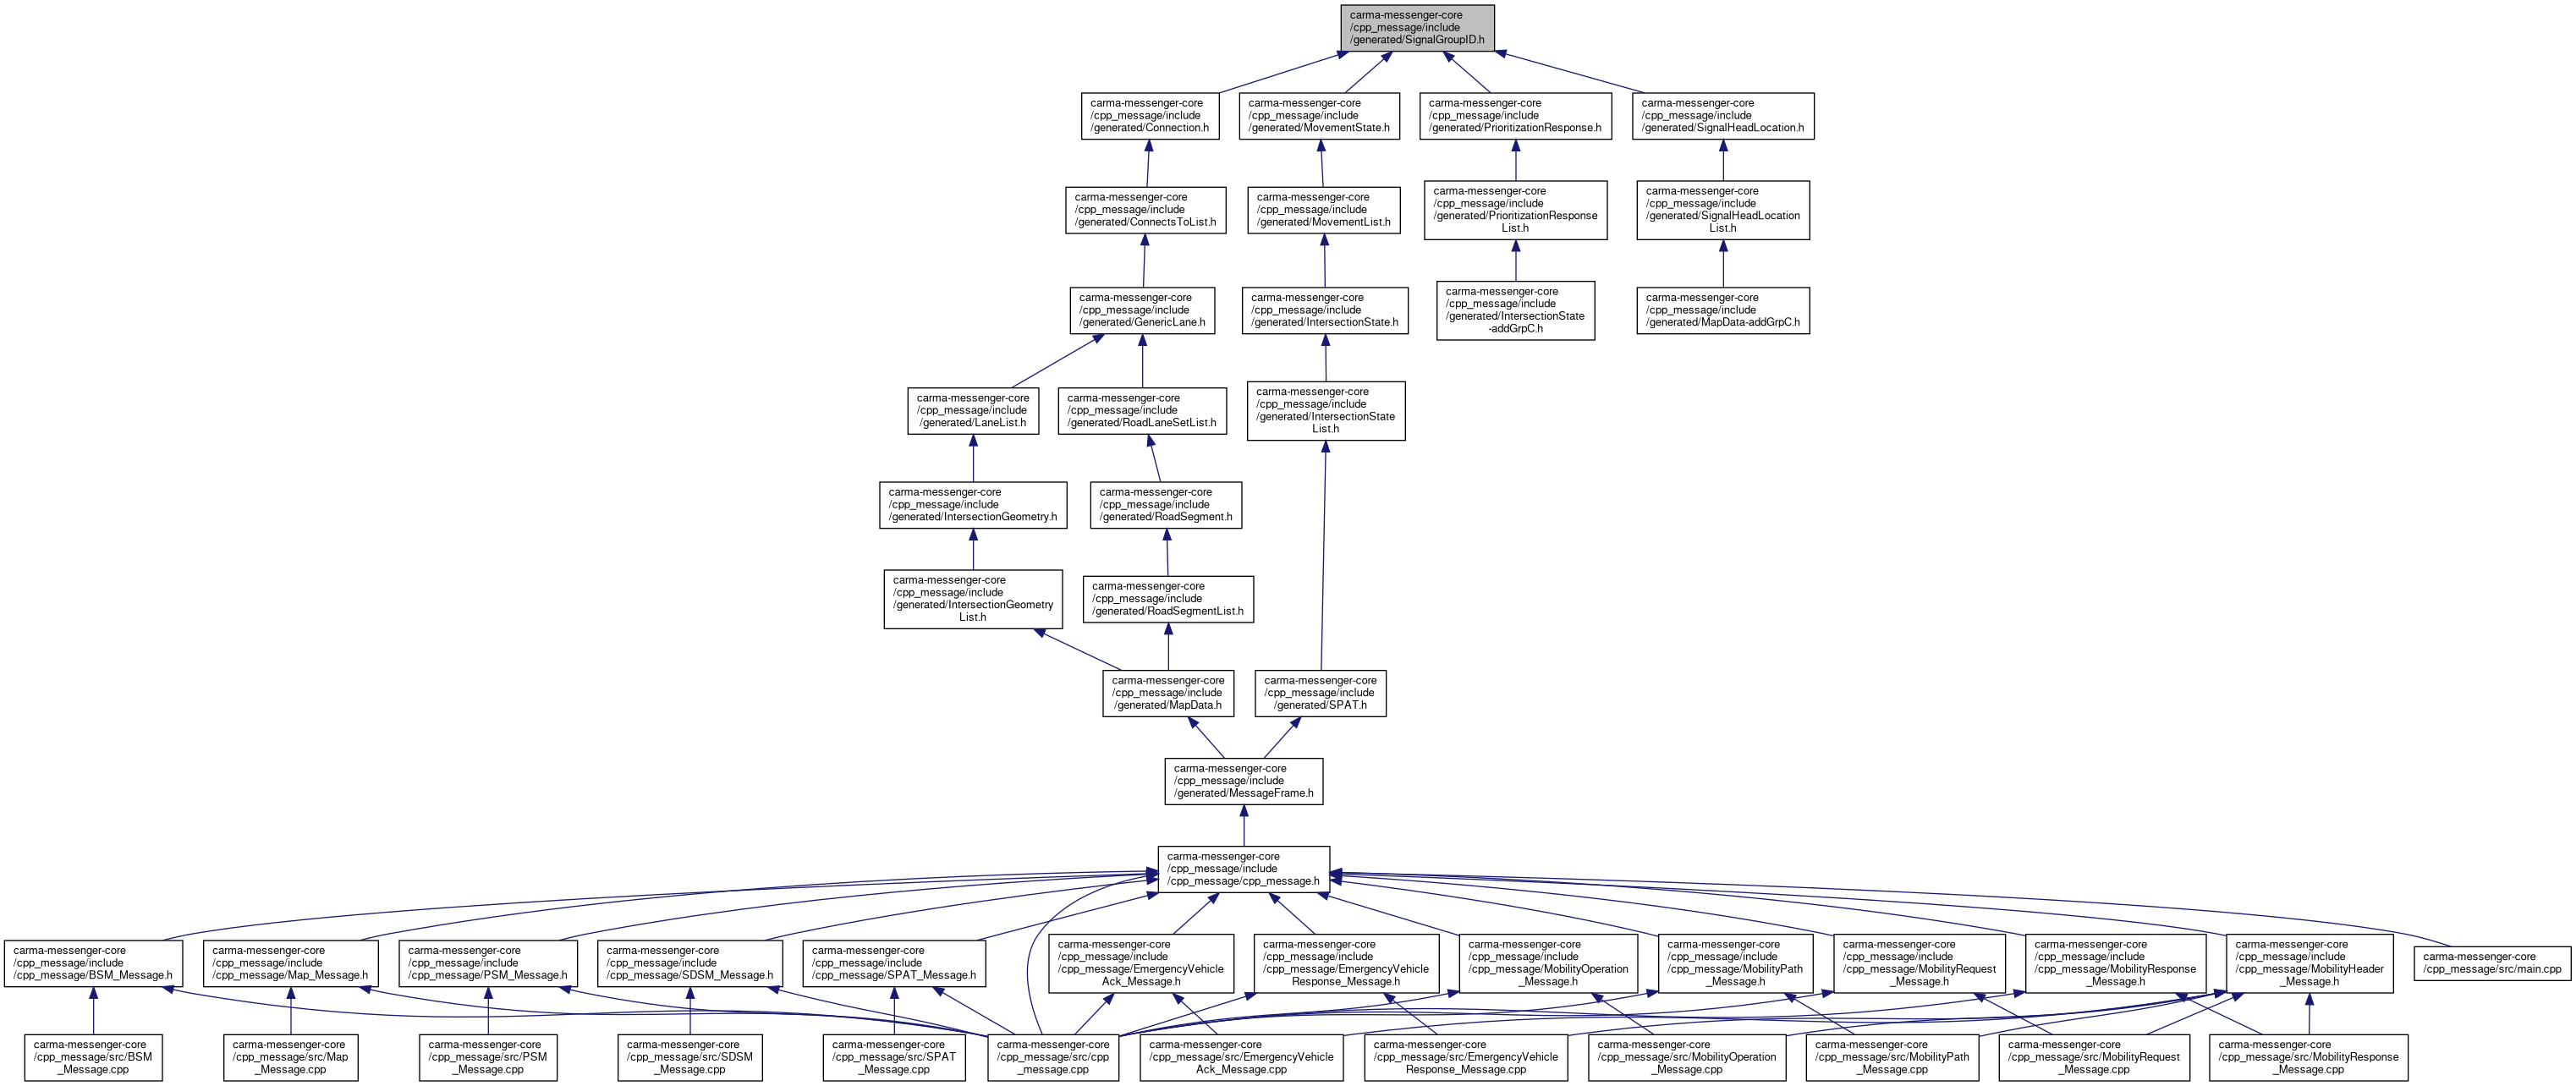 carma-messenger-core
/cpp_message/include
/generated/SignalGroupID.h
carma-messenger-core
/cpp_message/include
/generated/Connection.h
carma-messenger-core
/cpp_message/include
/generated/MovementState.h
carma-messenger-core
/cpp_message/include
/generated/PrioritizationResponse.h
carma-messenger-core
/cpp_message/include
/generated/SignalHeadLocation.h
carma-messenger-core
/cpp_message/include
/generated/ConnectsToList.h
carma-messenger-core
/cpp_message/include
/generated/MovementList.h
carma-messenger-core
/cpp_message/include
/generated/PrioritizationResponse
List.h
carma-messenger-core
/cpp_message/include
/generated/SignalHeadLocation
List.h
carma-messenger-core
/cpp_message/include
/generated/GenericLane.h
carma-messenger-core
/cpp_message/include
/generated/IntersectionState.h
carma-messenger-core
/cpp_message/include
/generated/IntersectionState
-addGrpC.h
carma-messenger-core
/cpp_message/include
/generated/MapData-addGrpC.h
carma-messenger-core
/cpp_message/include
/generated/LaneList.h
carma-messenger-core
/cpp_message/include
/generated/RoadLaneSetList.h
carma-messenger-core
/cpp_message/include
/generated/IntersectionState
List.h
carma-messenger-core
/cpp_message/include
/generated/IntersectionGeometry.h
carma-messenger-core
/cpp_message/include
/generated/RoadSegment.h
carma-messenger-core
/cpp_message/include
/generated/IntersectionGeometry
List.h
carma-messenger-core
/cpp_message/include
/generated/RoadSegmentList.h
carma-messenger-core
/cpp_message/include
/generated/MapData.h
carma-messenger-core
/cpp_message/include
/generated/SPAT.h
carma-messenger-core
/cpp_message/include
/generated/MessageFrame.h
carma-messenger-core
/cpp_message/include
/cpp_message/cpp_message.h
carma-messenger-core
/cpp_message/include
/cpp_message/BSM_Message.h
carma-messenger-core
/cpp_message/include
/cpp_message/Map_Message.h
carma-messenger-core
/cpp_message/include
/cpp_message/PSM_Message.h
carma-messenger-core
/cpp_message/include
/cpp_message/SDSM_Message.h
carma-messenger-core
/cpp_message/include
/cpp_message/SPAT_Message.h
carma-messenger-core
/cpp_message/include
/cpp_message/EmergencyVehicle
Ack_Message.h
carma-messenger-core
/cpp_message/include
/cpp_message/EmergencyVehicle
Response_Message.h
carma-messenger-core
/cpp_message/include
/cpp_message/MobilityOperation
_Message.h
carma-messenger-core
/cpp_message/include
/cpp_message/MobilityPath
_Message.h
carma-messenger-core
/cpp_message/include
/cpp_message/MobilityRequest
_Message.h
carma-messenger-core
/cpp_message/include
/cpp_message/MobilityResponse
_Message.h
carma-messenger-core
/cpp_message/include
/cpp_message/MobilityHeader
_Message.h
carma-messenger-core
/cpp_message/src/main.cpp
carma-messenger-core
/cpp_message/src/BSM
_Message.cpp
carma-messenger-core
/cpp_message/src/Map
_Message.cpp
carma-messenger-core
/cpp_message/src/PSM
_Message.cpp
carma-messenger-core
/cpp_message/src/SDSM
_Message.cpp
carma-messenger-core
/cpp_message/src/SPAT
_Message.cpp
carma-messenger-core
/cpp_message/src/cpp
_message.cpp
carma-messenger-core
/cpp_message/src/EmergencyVehicle
Ack_Message.cpp
carma-messenger-core
/cpp_message/src/EmergencyVehicle
Response_Message.cpp
carma-messenger-core
/cpp_message/src/MobilityOperation
_Message.cpp
carma-messenger-core
/cpp_message/src/MobilityPath
_Message.cpp
carma-messenger-core
/cpp_message/src/MobilityRequest
_Message.cpp
carma-messenger-core
/cpp_message/src/MobilityResponse
_Message.cpp